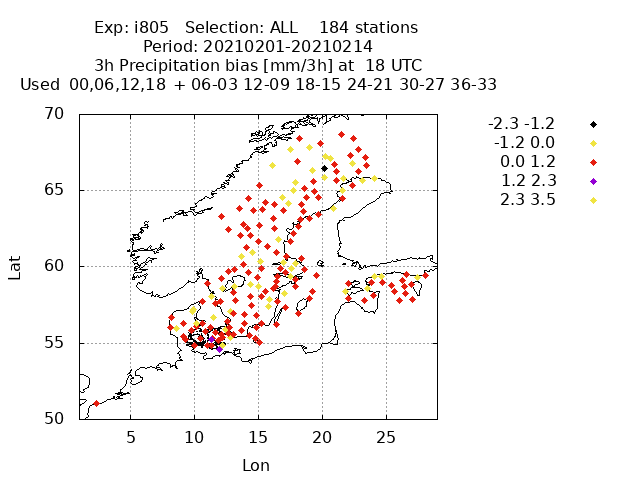 Exp: i805 Selection: ALL 184 stations
Period: 20210201-20210214
3h Precipitation bias [mm/3h] at 18 UTC
Used 00,06,12,18 + 06-03 12-09 18-15 24-21 30-27 36-33
70
65
60
55
50
Lat
5 10 15 20 25
Lon
-2.3 -1.2
-1.2 0.0
0.0 1.2
1.2 2.3
2.3 3.5